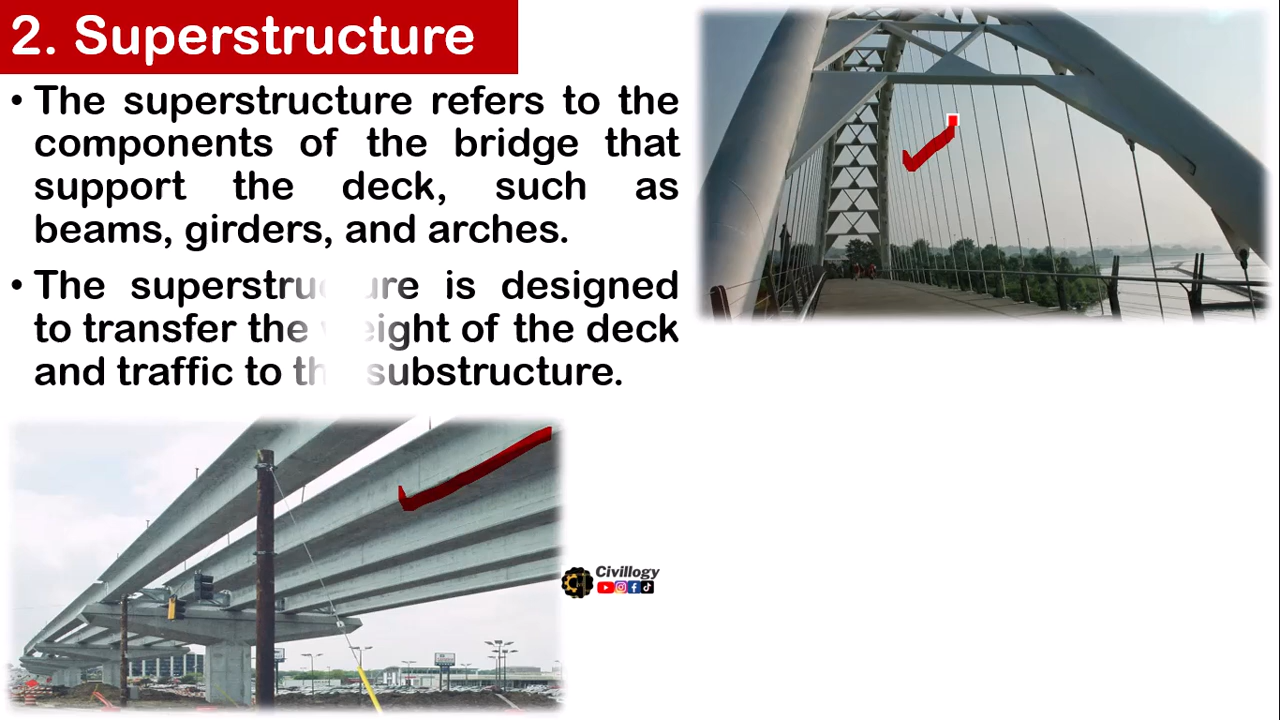 2. Superstructure
• The superstructure refers to the
components of the bridge that
support the deck, such as
beams, girders, and arches.
• The superstructure is designed
to transfer the weight of the deck
and traffic to the substructure.
Civillogy